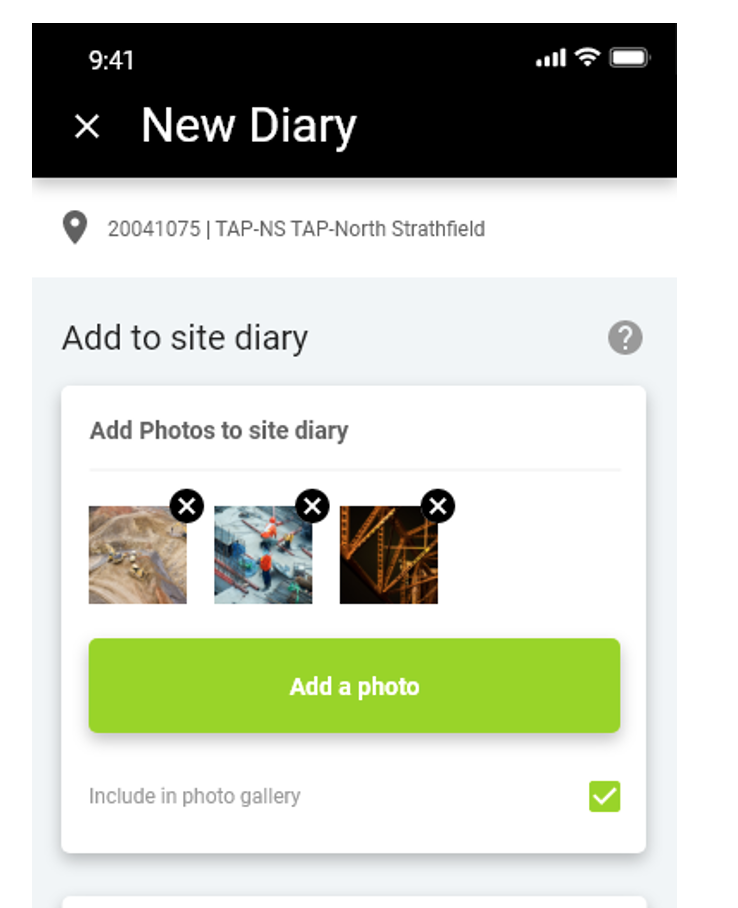 9:41
New Diary
20041075 | TAP-NS TAP-North Strathfield
Add to site diary
?
Add Photos to site diary
Add a photo
Include in photo gallery